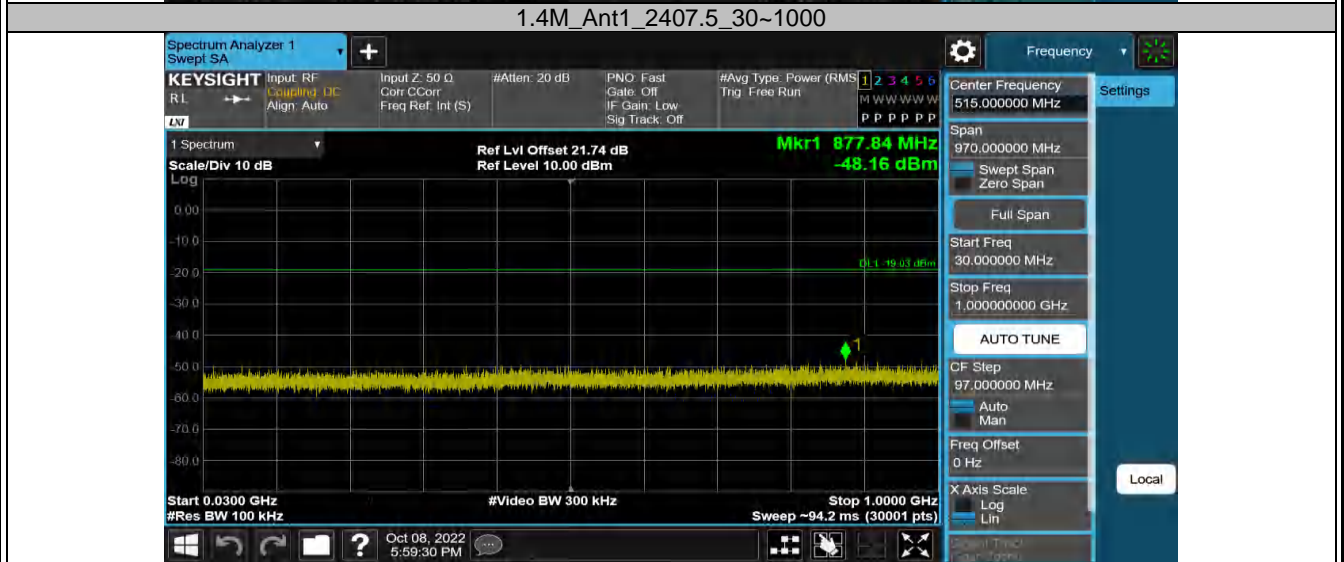 1.4M_Ant1_2407.5_30~1000
Spectrum Analyzer 1
Swept SA
Frequency
KEYSIGHT
RL
LXI
Input: RF
Coupling: DC
Align: Auto
Input Z: 50 Ω
Corr CCorr
Freq Ref: Int (S)
#Atten: 20 dB
PNO: Fast
Gate: Off
IF Gain: Low
Sig Track: Off
#Avg Type: Power (RMS
Trig: Free Run
1 2 3 4 5 6
M W W W W W
P P P P P P
1 Spectrum
Scale/Div 10 dB
Log
Ref Lvl Offset 21.74 dB
Ref Level 10.00 dBm
Mkr1 877.84 MHz
-48.16 dBm
0.00
-10.0
-20.0
-30.0
-40.0
-50.0
-60.0
-70.0
-80.0
DL1 -19.03 dBm
1
Start 0.0300 GHz
#Res BW 100 kHz
#Video BW 300 kHz
Stop 1.0000 GHz
Sweep ~94.2 ms (30001 pts)
Center Frequency
515.000000 MHz
Settings
Span
970.000000 MHz
Swept Span
Zero Span
Full Span
Start Freq
30.000000 MHz
Stop Freq
1.000000000 GHz
AUTO TUNE
CF Step
97.000000 MHz
Auto
Man
Freq Offset
0 Hz
X Axis Scale
Log
Lin
Local
?
Oct 08, 2022
5:59:30 PM